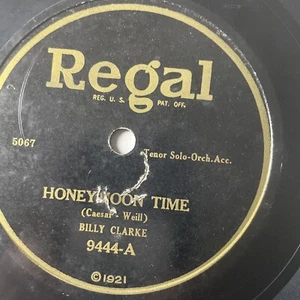 Regal
REG. U. S. PAT. OFF.
5067
Tenor Solo-Orch. Acc.
HONEYMOON TIME
(Caesar - Weill)
BILLY CLARKE
9444-A
©1921